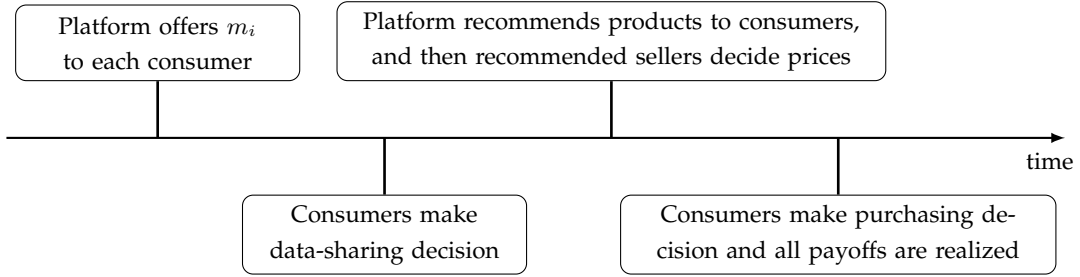 Platform offers mᵢ
to each consumer
Platform recommends products to consumers,
and then recommended sellers decide prices
time
Consumers make
data-sharing decision
Consumers make purchasing de-
cision and all payoffs are realized